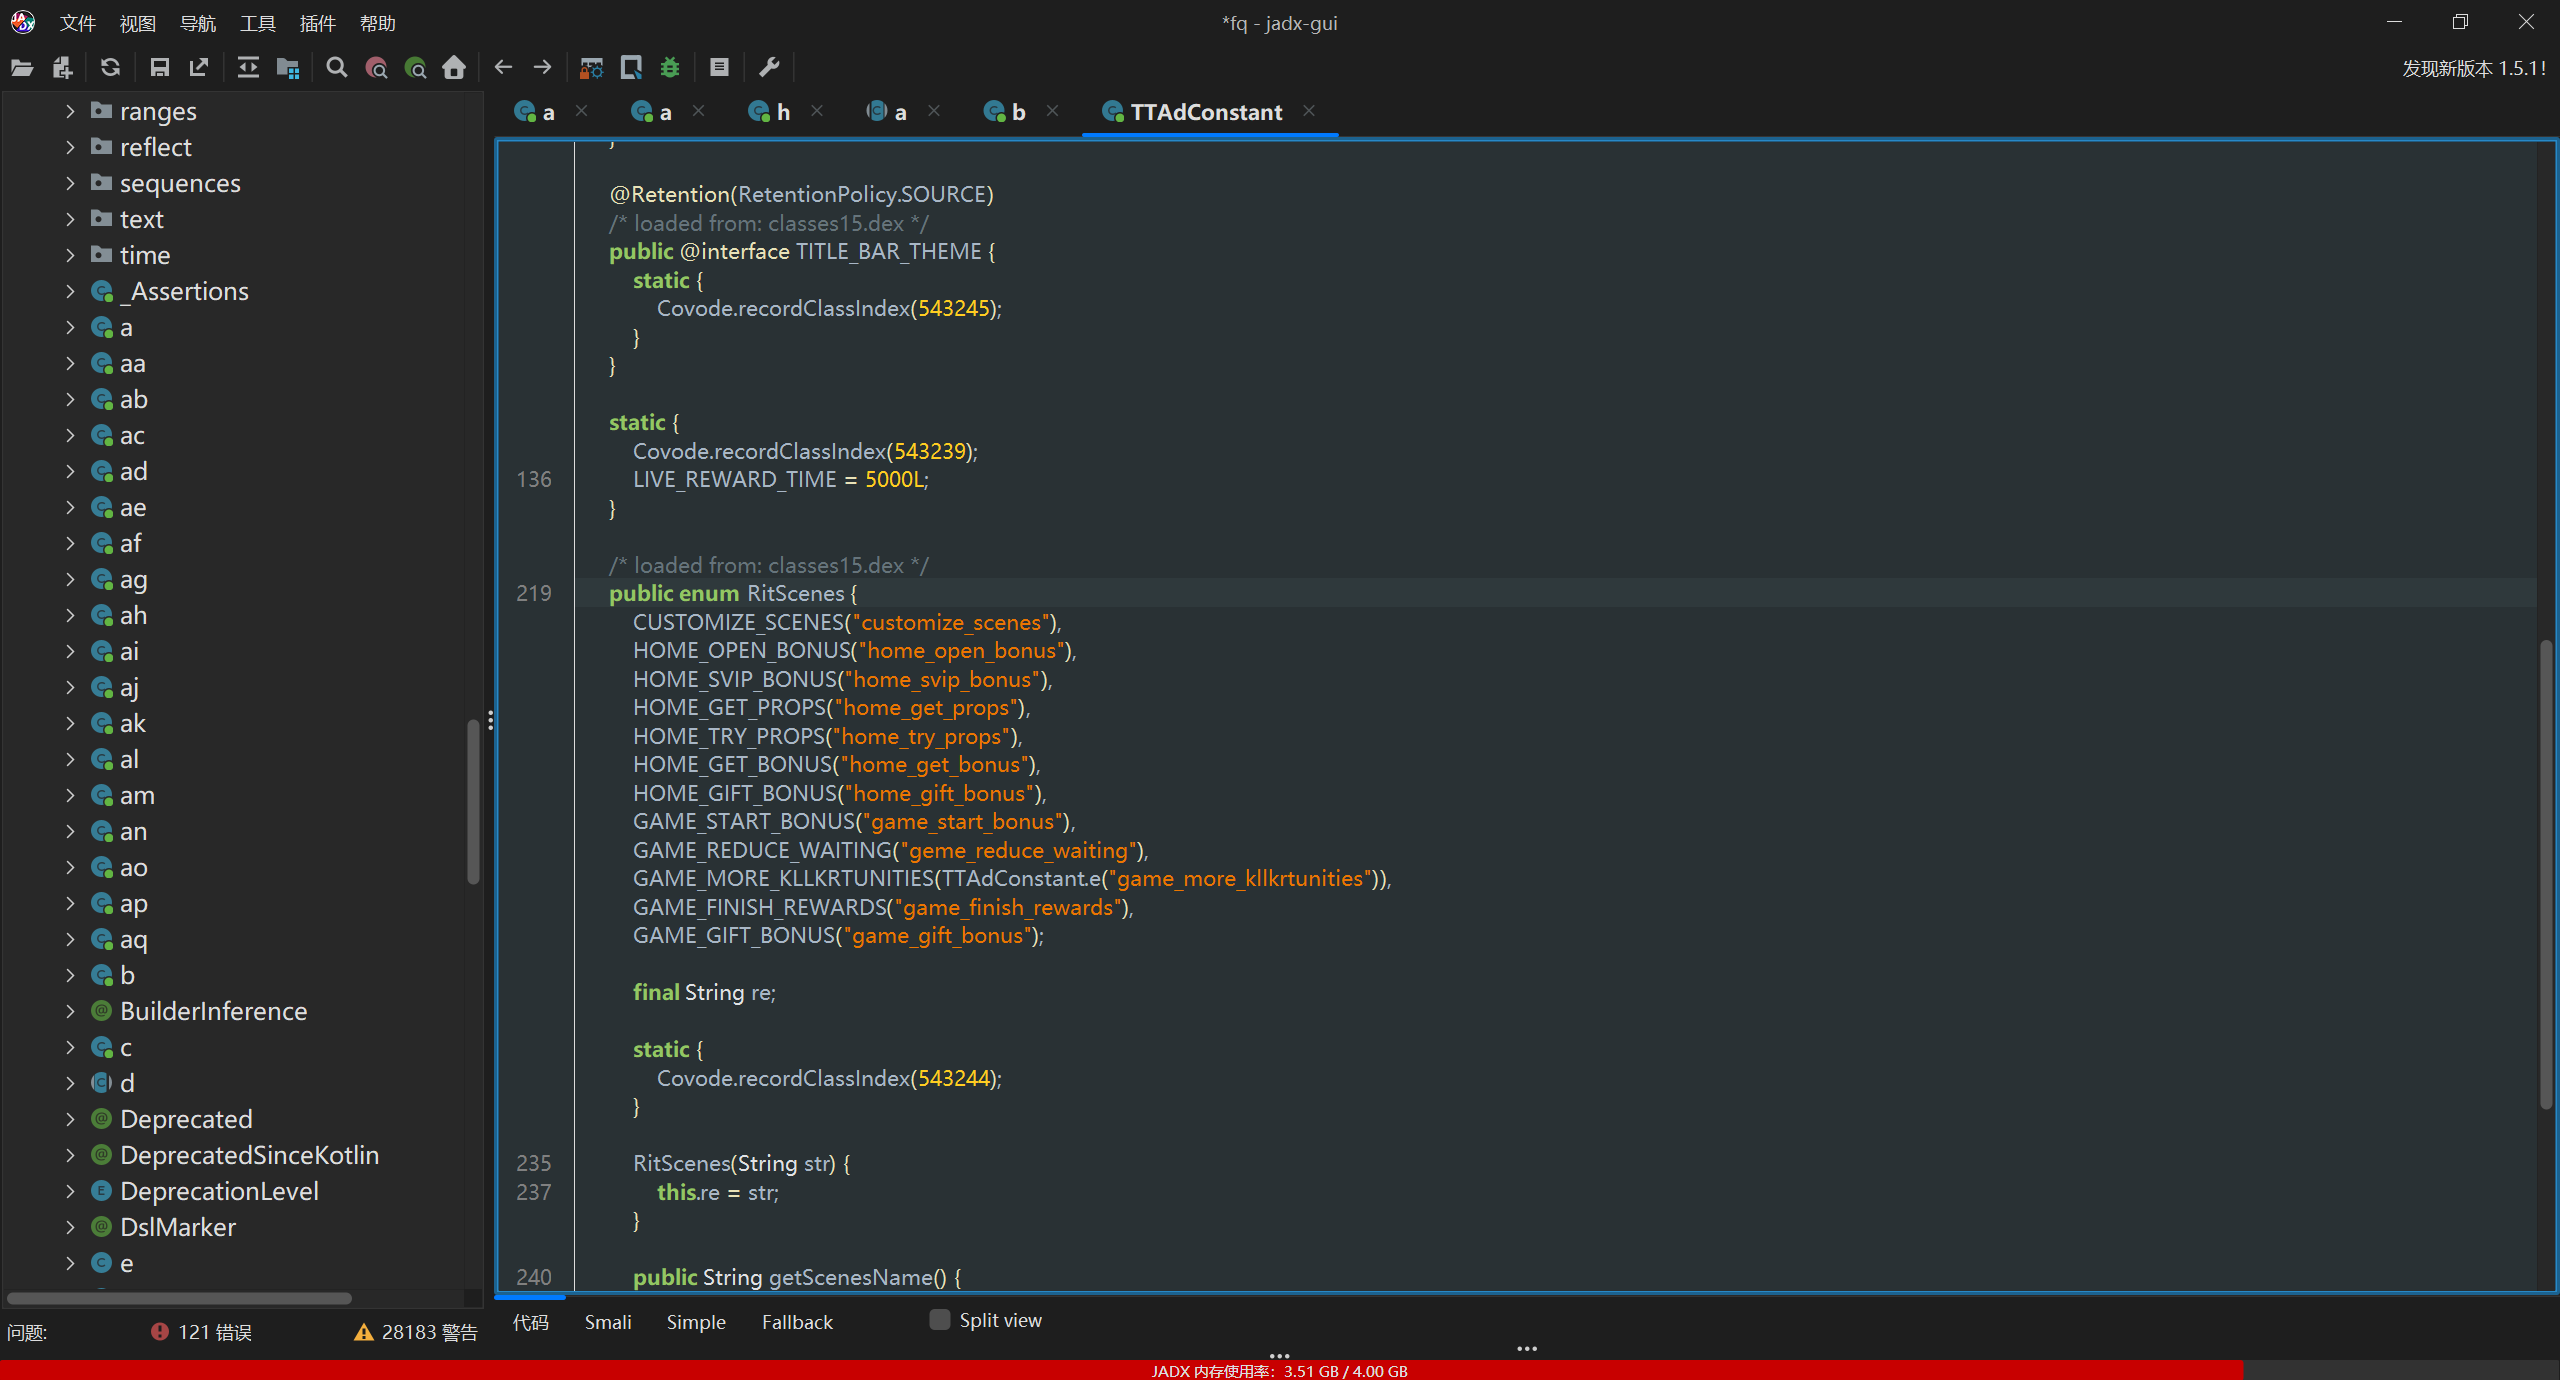 文件 视图 导航 工具 插件 帮助
*fq - jadx-gui
发现新版本 1.5.1!
ranges
reflect
sequences
text
time
_Assertions
a
aa
ab
ac
ad
ae
af
ag
ah
ai
aj
ak
al
am
an
ao
ap
aq
b
BuilderInference
c
d
Deprecated
DeprecatedSinceKotlin
DeprecationLevel
DslMarker
e
问题: 121 错误 28183 警告
a a h a b TTAdConstant
}
@Retention(RetentionPolicy.SOURCE)
/* loaded from: classes15.dex */
public @interface TITLE_BAR_THEME {
static {
Covode.recordClassIndex(543245);
}
}
static {
Covode.recordClassIndex(543239);
136 LIVE_REWARD_TIME = 5000L;
}
/* loaded from: classes15.dex */
219 public enum RitScenes {
CUSTOMIZE_SCENES("customize_scenes"),
HOME_OPEN_BONUS("home_open_bonus"),
HOME_SVIP_BONUS("home_svip_bonus"),
HOME_GET_PROPS("home_get_props"),
HOME_TRY_PROPS("home_try_props"),
HOME_GET_BONUS("home_get_bonus"),
HOME_GIFT_BONUS("home_gift_bonus"),
GAME_START_BONUS("game_start_bonus"),
GAME_REDUCE_WAITING("geme_reduce_waiting"),
GAME_MORE_KLLKRTUNITIES(TTAdConstant.e("game_more_kllkrtunities")),
GAME_FINISH_REWARDS("game_finish_rewards"),
GAME_GIFT_BONUS("game_gift_bonus");
final String re;
static {
Covode.recordClassIndex(543244);
}
235 RitScenes(String str) {
237 this.re = str;
}
240 public String getScenesName() {
代码 Smali Simple Fallback Split view
JADX 内存使用率: 3.51 GB / 4.00 GB